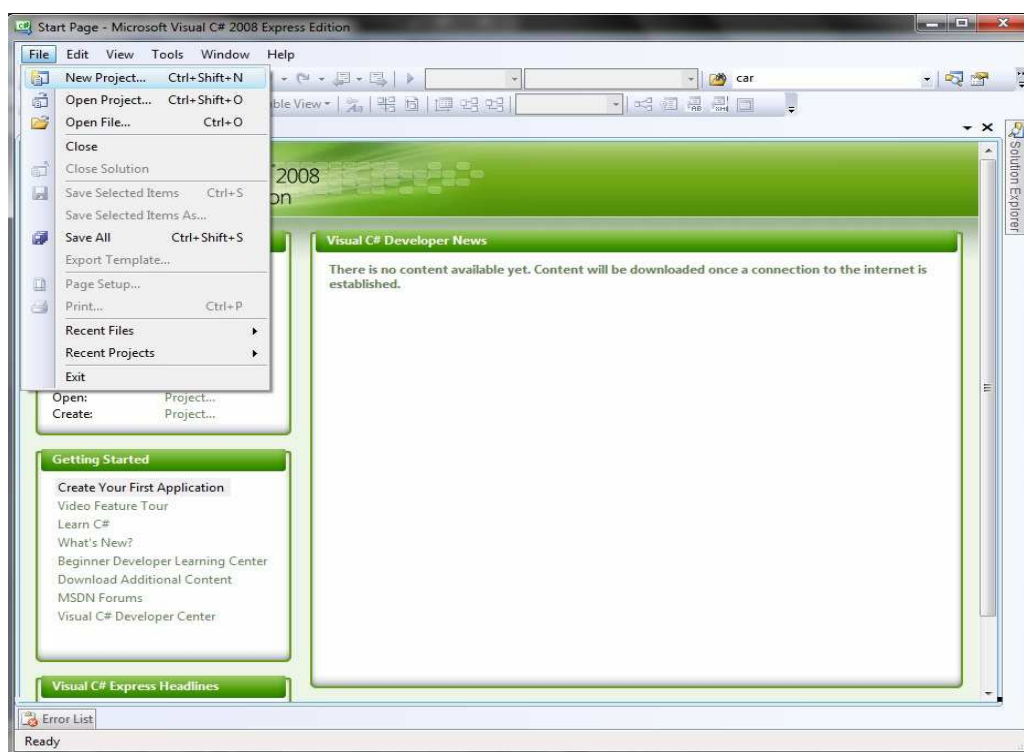 Start Page - Microsoft Visual C# 2008 Express Edition
File Edit View Tools Window Help
New Project... Ctrl+Shift+N
car
Open Project... Ctrl+Shift+O
ble View
Open File... Ctrl+O
Close
Close Solution
2008
Save Selected Items Ctrl+S
on
Save Selected Items As...
Save All Ctrl+Shift+S
Export Template...
Page Setup...
Print... Ctrl+P
Recent Files
Recent Projects
Exit
Open: Project...
Create: Project...
Getting Started
Create Your First Application
Video Feature Tour
Learn C#
What's New?
Beginner Developer Learning Center
Download Additional Content
MSDN Forums
Visual C# Developer Center
Visual C# Express Headlines
Visual C# Developer News
There is no content available yet. Content will be downloaded once a connection to the internet is
established.
Solution Explorer
Error List
Ready